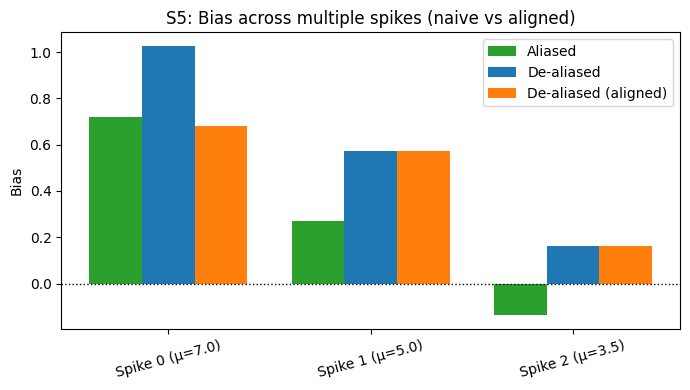 S5: Bias across multiple spikes (naive vs aligned)
Aliased
De-aliased
De-aliased (aligned)
Bias
1.0
0.8
0.6
0.4
0.2
0.0
Spike 0 (μ=7.0)
Spike 1 (μ=5.0)
Spike 2 (μ=3.5)